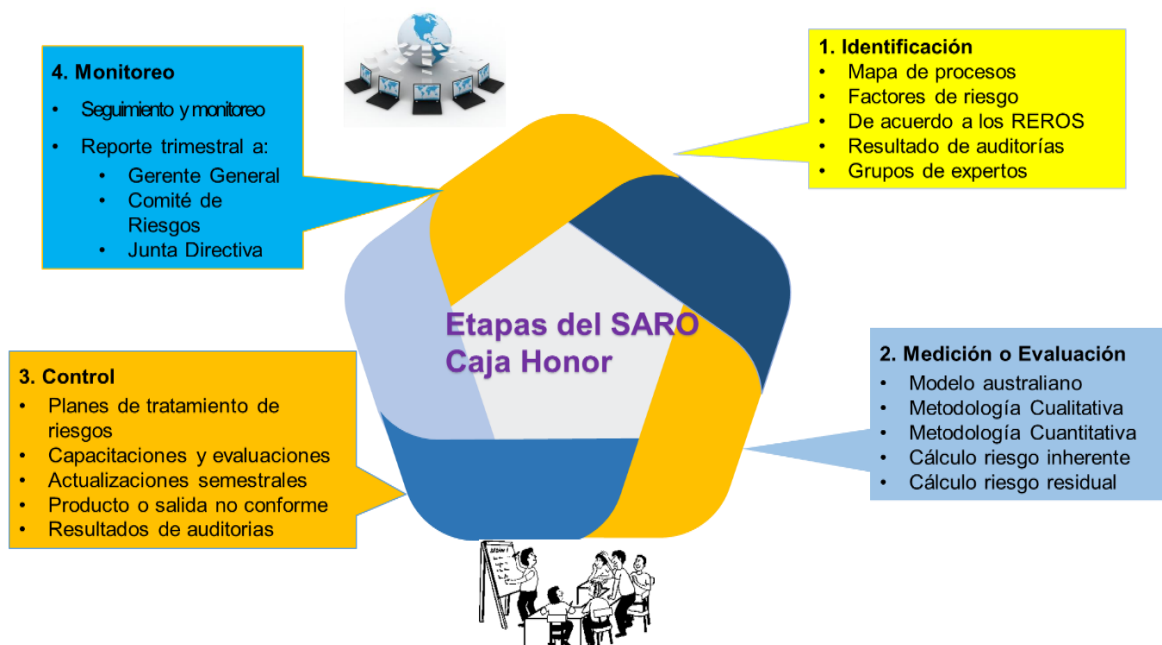 1. Identificación
• Mapa de procesos
• Factores de riesgo
• De acuerdo a los REROS
• Resultado de auditorías
• Grupos de expertos
2. Medición o Evaluación
• Modelo australiano
• Metodología Cualitativa
• Metodología Cuantitativa
• Cálculo riesgo inherente
• Cálculo riesgo residual
3. Control
• Planes de tratamiento de
riesgos
• Capacitaciones y evaluaciones
• Actualizaciones semestrales
• Producto o salida no conforme
• Resultados de auditorias
4. Monitoreo
• Seguimiento y monitoreo
• Reporte trimestral a:
• Gerente General
• Comité de
Riesgos
• Junta Directiva
Etapas del SARO
Caja Honor